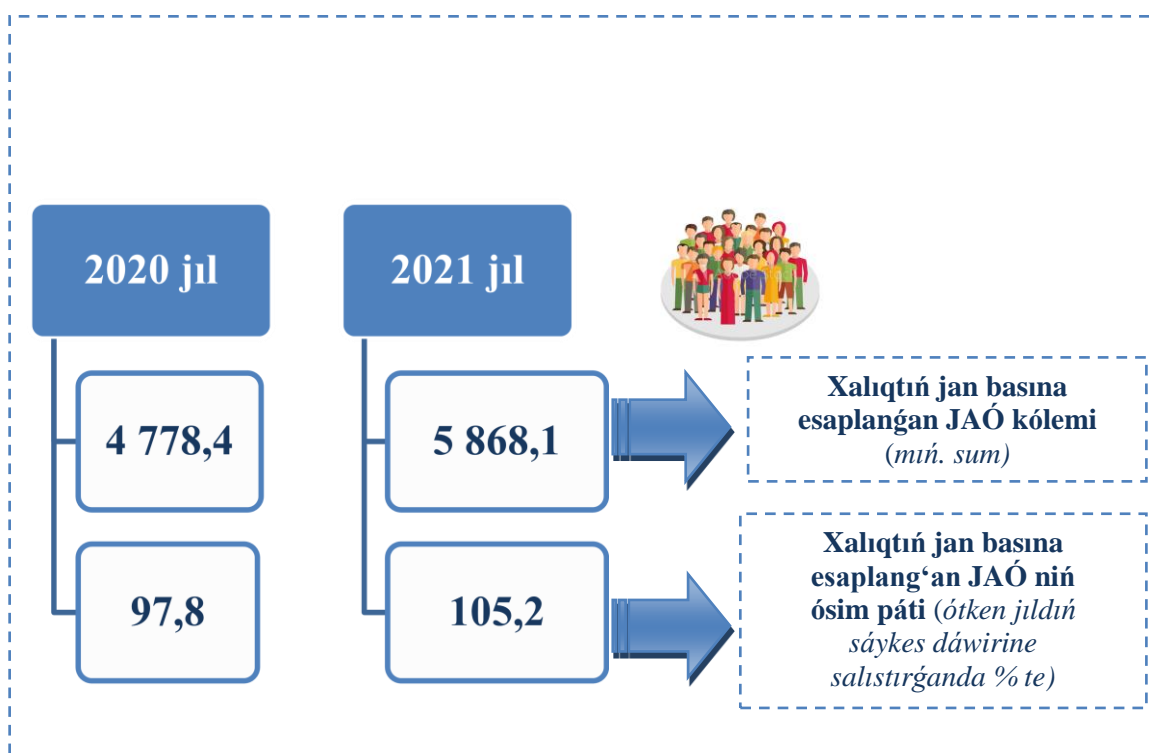 2020 jıl
2021 jıl
4 778,4
5 868,1
Xalıqtıń jan basına
esaplanǵan JAÓ kólemi
(mıń. sum)
97,8
105,2
Xalıqtıń jan basına
esaplang‘an JAÓ niń
ósim páti (ótken jıldıń
sáykes dáwirine
salıstırǵanda % te)